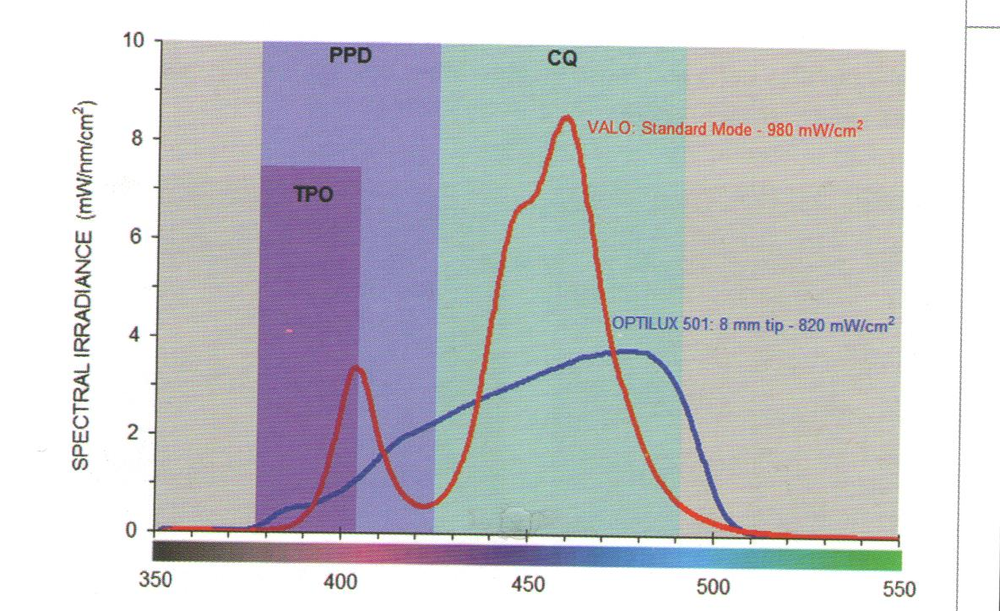 10
PPD
CQ
VALO: Standard Mode - 980 mW/cm²
8
TPO
6
OPTILUX 501: 8 mm tip - 820 mW/cm²
4
2
0
SPECTRAL IRRADIANCE (mW/nm/cm²)
350
400
450
500
550